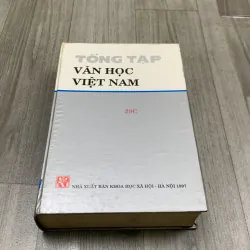 TỔNG TẬP
VĂN HỌC
VIỆT NAM
NHÀ XUẤT BẢN KHOA HỌC XÃ HỘI - HÀ NỘI 1997